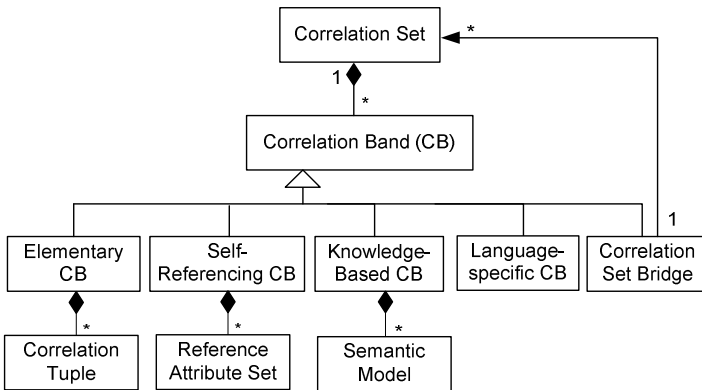 Correlation Set
*
1
*
Correlation Band (CB)
1
Elementary
CB
Self-
Referencing CB
Knowledge-
Based CB
Language-
specific CB
Correlation
Set Bridge
*
*
*
Correlation
Tuple
Reference
Attribute Set
Semantic
Model